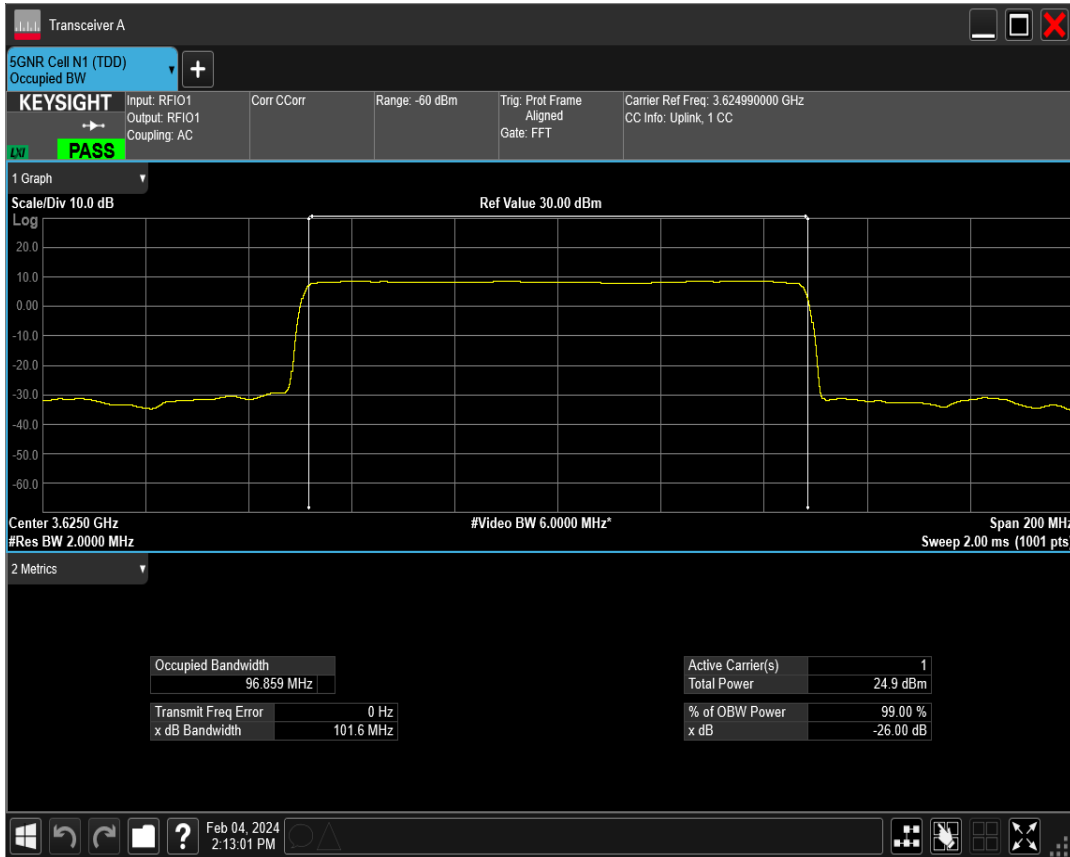 Transceiver A
5GNR Cell N1 (TDD)
Occupied BW
+
KEYSIGHT
LXI
PASS
Input: RFIO1
Output: RFIO1
Coupling: AC
Corr CCorr
Range: -60 dBm
Trig: Prot Frame
Aligned
Gate: FFT
Carrier Ref Freq: 3.624990000 GHz
CC Info: Uplink, 1 CC
1 Graph
Scale/Div 10.0 dB
Ref Value 30.00 dBm
Log
20.0
10.0
0.00
-10.0
-20.0
-30.0
-40.0
-50.0
-60.0
Center 3.6250 GHz
#Video BW 6.0000 MHz*
Span 200 MHz
#Res BW 2.0000 MHz
Sweep 2.00 ms (1001 pts)
2 Metrics
Occupied Bandwidth
96.859 MHz
Transmit Freq Error 0 Hz
x dB Bandwidth 101.6 MHz
Active Carrier(s) 1
Total Power 24.9 dBm
% of OBW Power 99.00 %
x dB -26.00 dB
?
Feb 04, 2024
2:13:01 PM